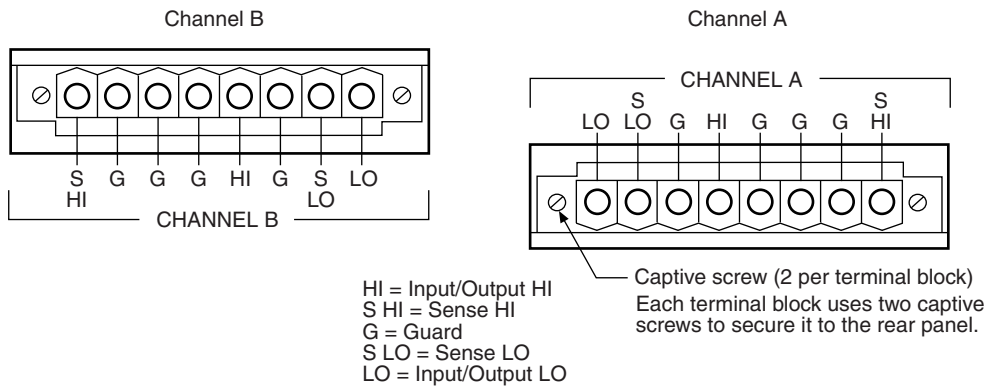 Channel B
Channel A
CHANNEL A
LO S LO G HI G G G S HI
S HI G G G HI G S LO LO
CHANNEL B
Captive screw (2 per terminal block)
Each terminal block uses two captive
screws to secure it to the rear panel.
HI = Input/Output HI
S HI = Sense HI
G = Guard
S LO = Sense LO
LO = Input/Output LO